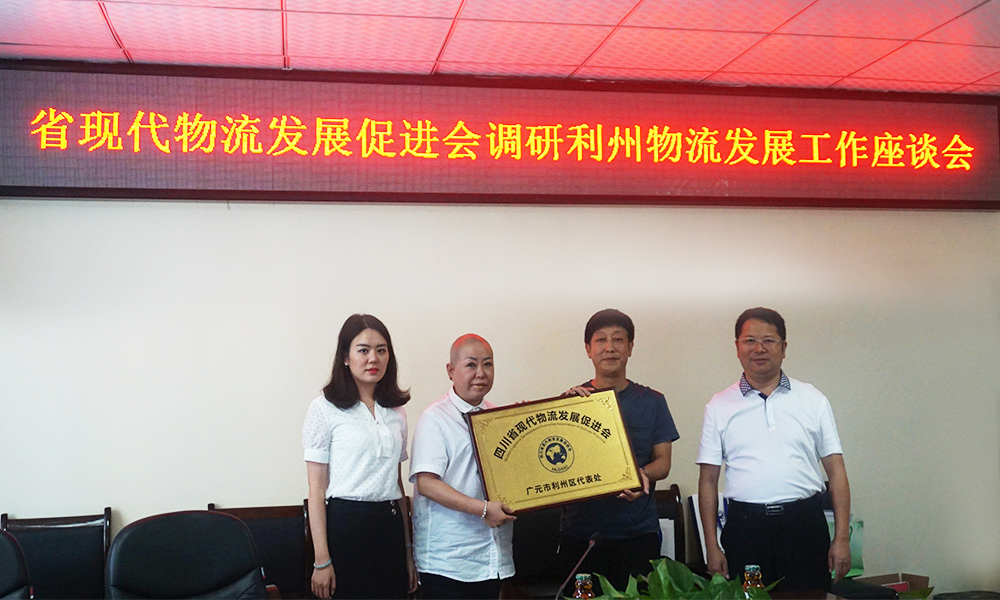 省现代物流发展促进会调研利州物流发展工作座谈会
四川省现代物流发展促进会
广元市利州区代表处